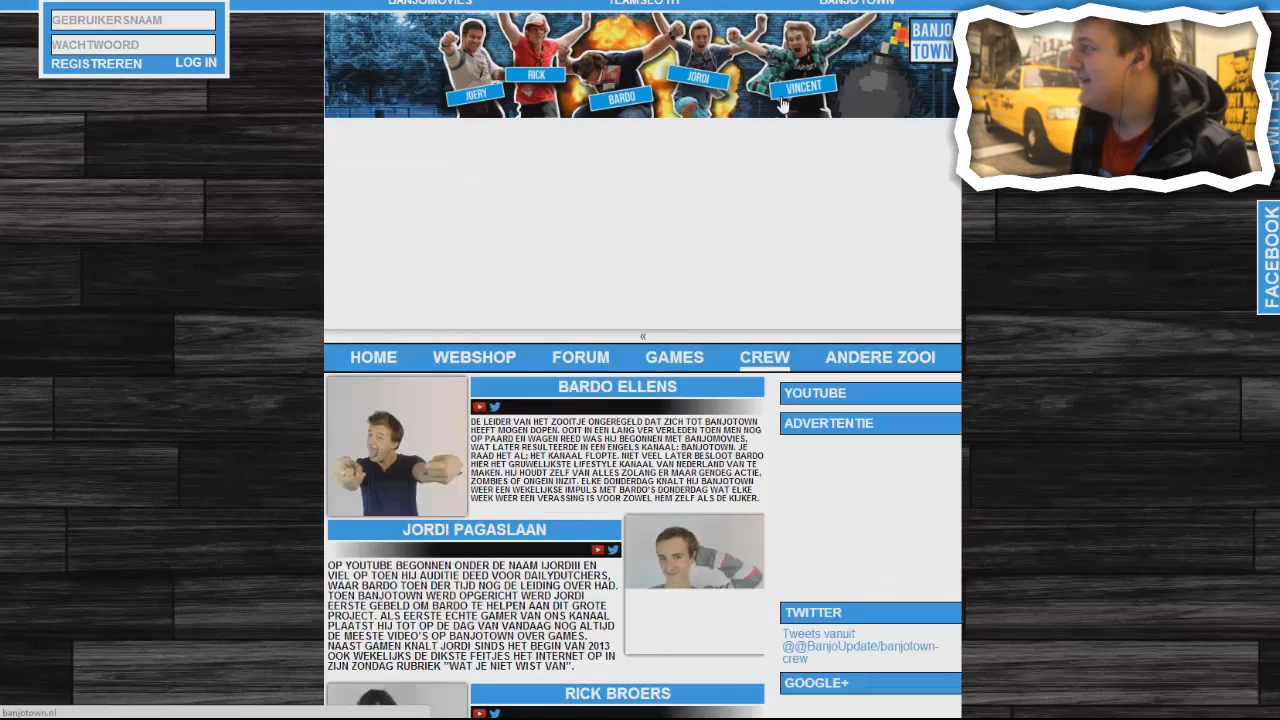 BANJOMOVIES TEAMSLOTH BANJOTOWN
GEBRUIKERSNAAM
WACHTWOORD
REGISTREREN LOG IN
JOERY
RICK
BARDO
JORDI
VINCENT
BANJO
TOWN
TWITTER
FACEBOOK
«
HOME WEBSHOP FORUM GAMES CREW ANDERE ZOOI
BARDO ELLENS
DE LEIDER VAN HET ZOOITJE ONGEREGELD DAT ZICH TOT BANJOTOWN
HEEFT MOGEN DOPEN. OOIT IN EEN LANG VER VERLEDEN TOEN MEN NOG
OP PAARD EN WAGEN REED WAS HIJ BEGONNEN MET BANJOMOVIES,
WAT LATER RESULTEERDE IN EEN ENGELS KANAAL: BANJOTOWN. JE
RAAD HET AL; HET KANAAL FLOPTE. NIET VEEL LATER BESLOOT BARDO
HIER HET GRUWELIJKSTE LIFESTYLE KANAAL VAN NEDERLAND VAN TE
MAKEN. HIJ HOUDT ZELF VAN ALLES ZOLANG ER MAAR GENOEG ACTIE,
ZOMBIES OF ONGEIN INZIT. ELKE DONDERDAG KNALT HIJ BANJOTOWN
WEER EEN WEKELIJKSE IMPULS MET BARDO'S DONDERDAG WAT ELKE
WEEK WEER EEN VERASSING IS VOOR ZOWEL HEM ZELF ALS DE KIJKER.
JORDI PAGASLAAN
OP YOUTUBE BEGONNEN ONDER DE NAAM IJORDIII EN
VIEL OP TOEN HIJ AUDITIE DEED VOOR DAILYDUTCHERS,
WAAR BARDO TOEN DER TIJD NOG DE LEIDING OVER HAD.
TOEN BANJOTOWN WERD OPGERICHT WERD JORDI
EERSTE GEBELD OM BARDO TE HELPEN AAN DIT GROTE
PROJECT. ALS EERSTE ECHTE GAMER VAN ONS KANAAL
PLAATST HIJ TOT OP DE DAG VAN VANDAAG NOG ALTIJD
DE MEESTE VIDEO'S OP BANJOTOWN OVER GAMES.
NAAST GAMEN KNALT JORDI SINDS HET BEGIN VAN 2013
OOK WEKELIJKS DE DIKSTE FEITJES HET INTERNET OP IN
ZIJN ZONDAG RUBRIEK "WAT JE NIET WIST VAN".
RICK BROERS
YOUTUBE
ADVERTENTIE
TWITTER
Tweets vanuit
@@BanjoUpdate/banjotown-
crew
GOOGLE+
banjotown.nl